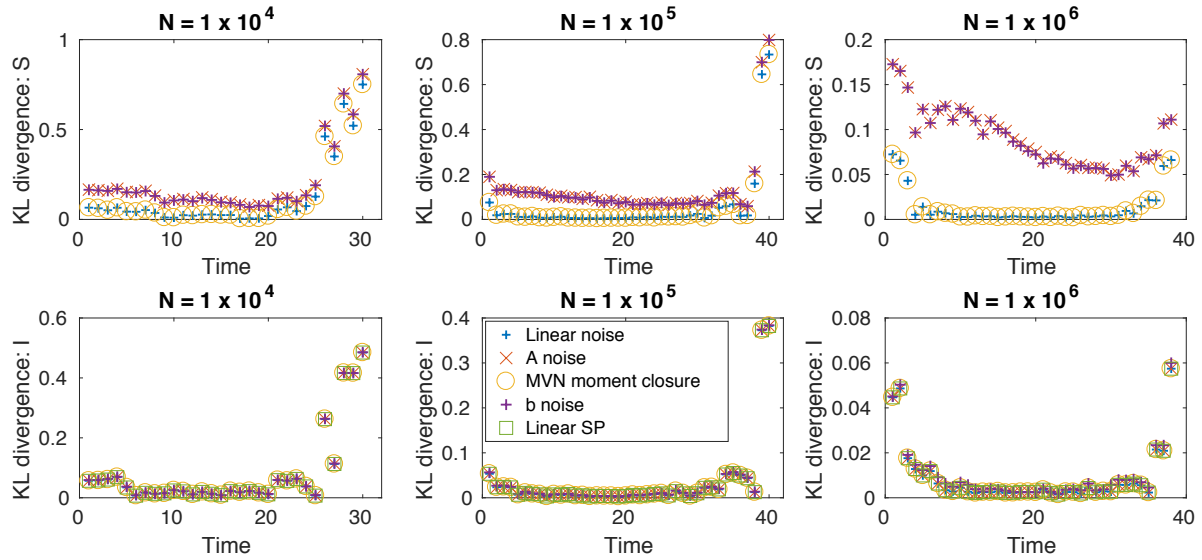 N = 1 x 10^4
KL divergence: S
1
0.5
0
0
10
20
30
Time
N = 1 x 10^5
KL divergence: S
0.8
0.6
0.4
0.2
0
0
20
40
Time
N = 1 x 10^6
KL divergence: S
0.2
0.15
0.1
0.05
0
0
20
40
Time
N = 1 x 10^4
KL divergence: I
0.6
0.4
0.2
0
0
10
20
30
Time
N = 1 x 10^5
KL divergence: I
0.4
0.3
0.2
0.1
0
Linear noise
A noise
MVN moment closure
b noise
Linear SP
0
20
40
Time
N = 1 x 10^6
KL divergence: I
0.08
0.06
0.04
0.02
0
0
20
40
Time